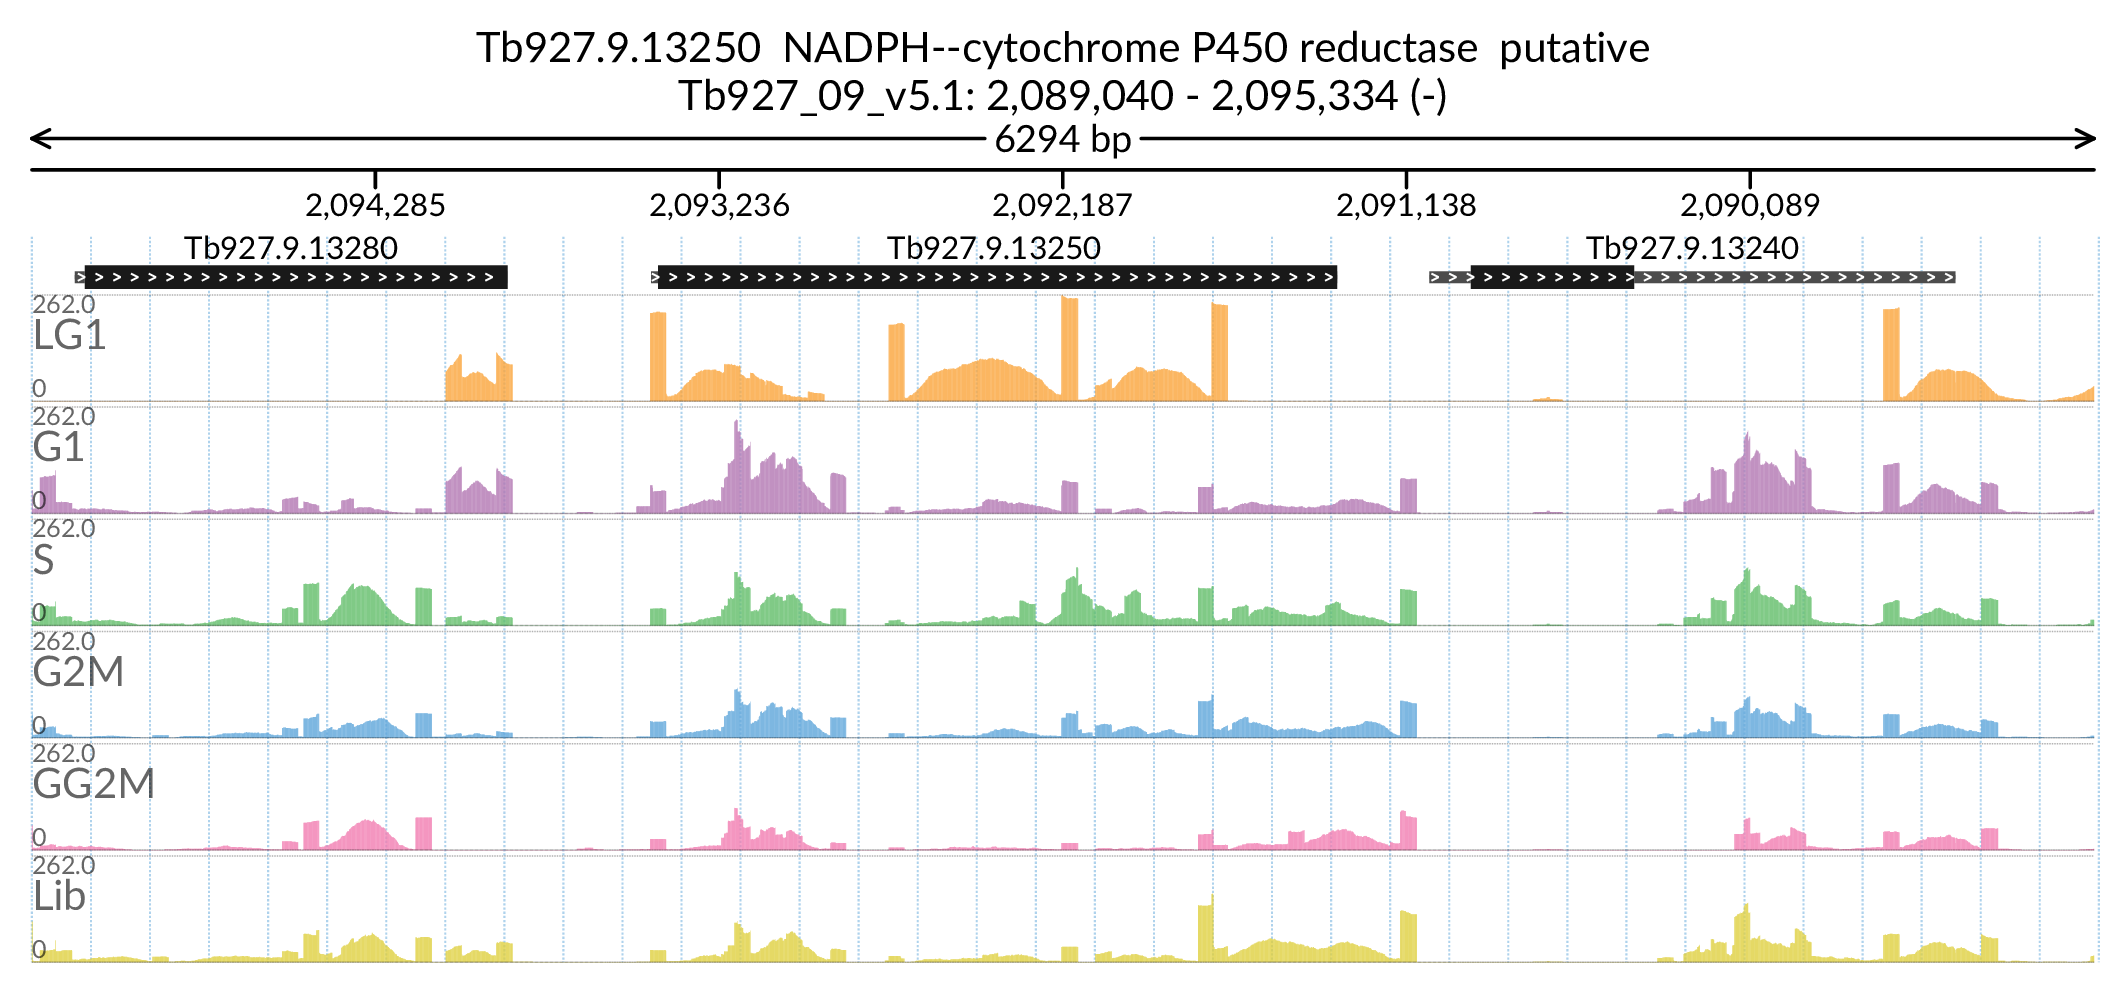 Tb927.9.13250  NADPH--cytochrome P450 reductase  putative
Tb927_09_v5.1: 2,089,040 - 2,095,334 (-)
6294 bp
2,094,285 2,093,236 2,092,187 2,091,138 2,090,089
Tb927.9.13280 Tb927.9.13250 Tb927.9.13240
262.0
LG1
0
262.0
G1
0
262.0
S
0
262.0
G2M
0
262.0
GG2M
0
262.0
Lib
0